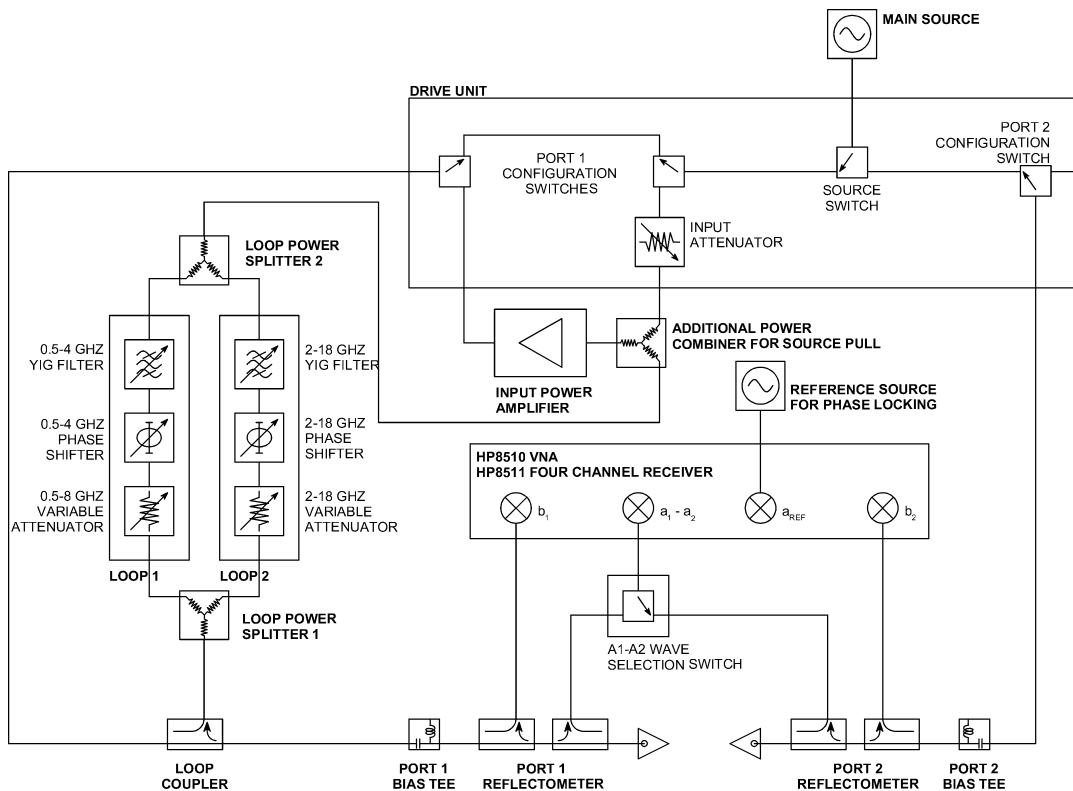 MAIN SOURCE
DRIVE UNIT
PORT 2
CONFIGURATION
SWITCH
PORT 1
CONFIGURATION
SWITCHES
SOURCE
SWITCH
INPUT
ATTENUATOR
LOOP POWER
SPLITTER 2
ADDITIONAL POWER
COMBINER FOR SOURCE PULL
INPUT POWER
AMPLIFIER
REFERENCE SOURCE
FOR PHASE LOCKING
0.5-4 GHZ
YIG FILTER
2-18 GHZ
YIG FILTER
0.5-4 GHZ
PHASE
SHIFTER
2-18 GHZ
PHASE
SHIFTER
0.5-8 GHZ
VARIABLE
ATTENUATOR
2-18 GHZ
VARIABLE
ATTENUATOR
HP8510 VNA
HP8511 FOUR CHANNEL RECEIVER
b1
a1 - a2
aREF
b2
LOOP 1
LOOP 2
LOOP POWER
SPLITTER 1
A1-A2 WAVE
SELECTION SWITCH
LOOP
COUPLER
PORT 1
BIAS TEE
PORT 1
REFLECTOMETER
PORT 2
REFLECTOMETER
PORT 2
BIAS TEE